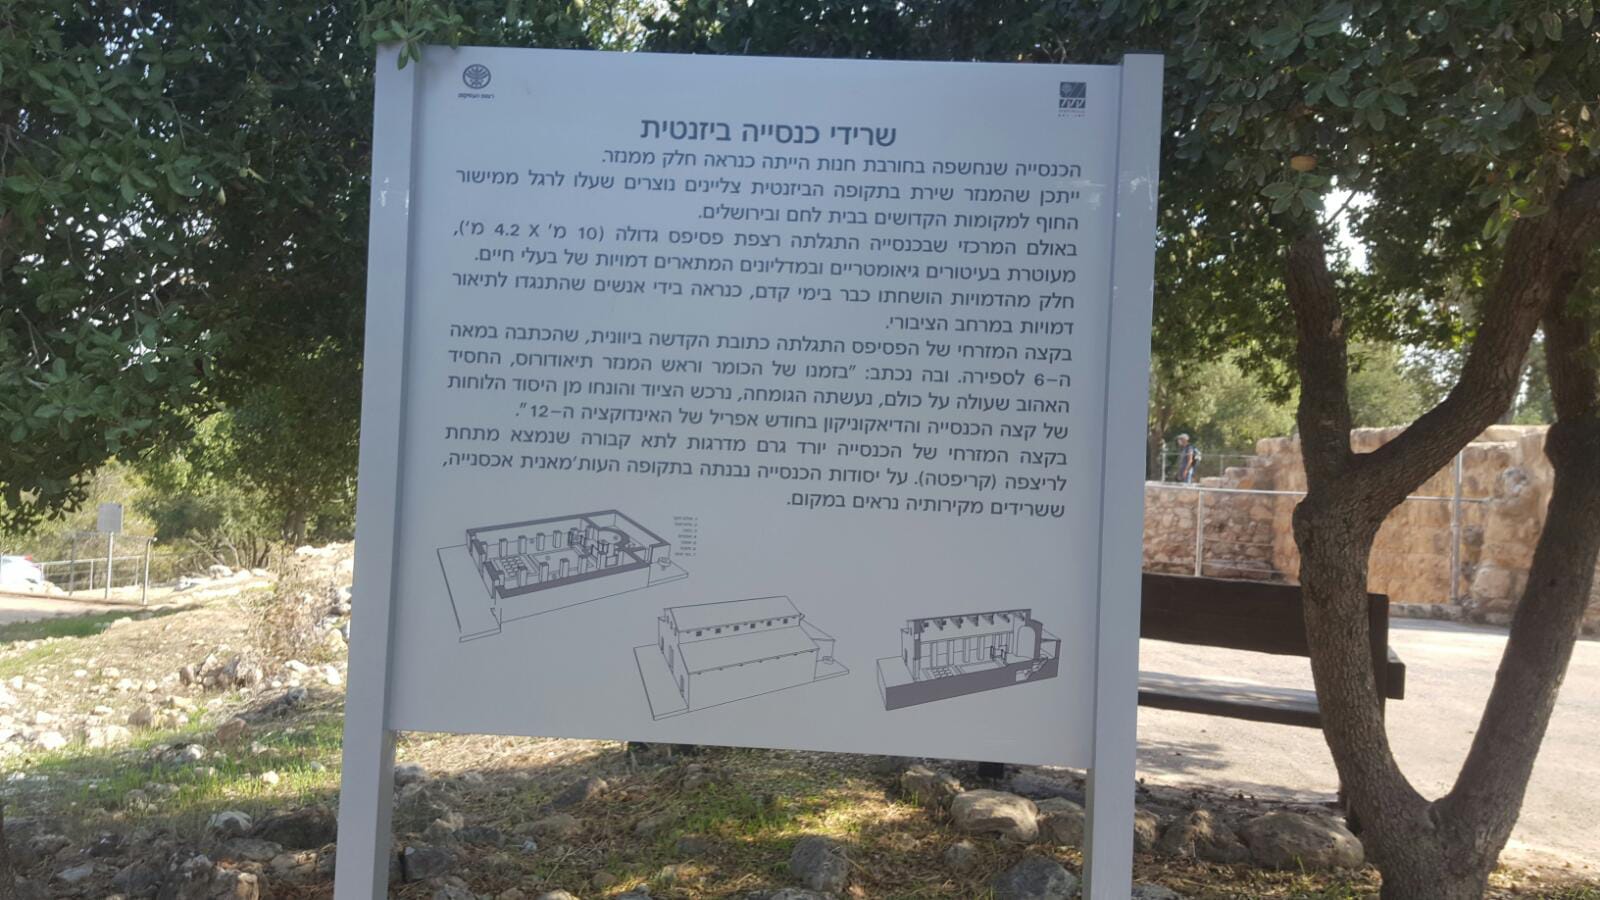 רשות העתיקות
שרידי כנסייה ביזנטית
הכנסייה שנחשפה בחורבת חנות הייתה כנראה חלק ממנזר.
ייתכן שהמנזר שירת בתקופה הביזנטית צליינים נוצרים שעלו לרגל ממישור
החוף למקומות הקדושים בבית לחם ובירושלים.
באולם המרכזי שבכנסייה התגלתה רצפת פסיפס גדולה (10 מ' X 4.2 מ'),
מעוטרת בעיטורים גיאומטריים ובמדליונים המתארים דמויות של בעלי חיים.
חלק מהדמויות הושחתו כבר בימי קדם, כנראה בידי אנשים שהתנגדו לתיאור
דמויות במרחב הציבורי.
בקצה המזרחי של הפסיפס התגלתה כתובת הקדשה ביוונית, שהכתבה במאה
ה–6 לספירה. ובה נכתב: "בזמנו של הכומר וראש המנזר תיאודורוס, החסיד
האהוב שעולה על כולם, נעשתה הגומחה, נרכש הציוד והונחו מן היסוד הלוחות
של קצה הכנסייה והדיאקוניקון בחודש אפריל של האינדוקציה ה–12".
בקצה המזרחי של הכנסייה יורד גרם מדרגות לתא קבורה שנמצא מתחת
לריצפה (קריפטה). על יסודות הכנסייה נבנתה בתקופה העות'מאנית אכסנייה,
ששרידים מקירותיה נראים במקום.